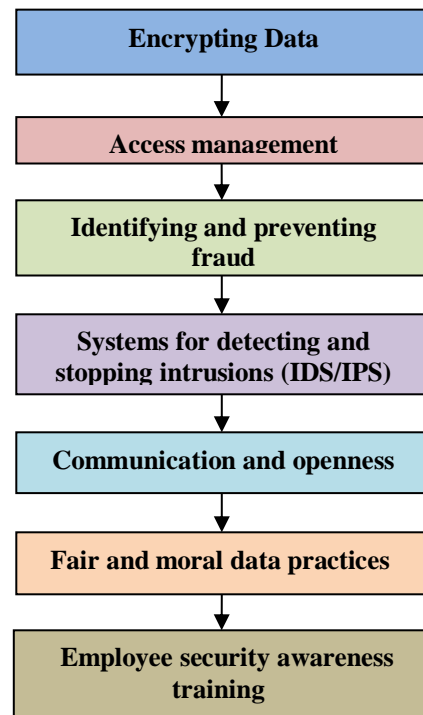 Encrypting Data
Access management
Identifying and preventing
fraud
Systems for detecting and
stopping intrusions (IDS/IPS)
Communication and openness
Fair and moral data practices
Employee security awareness
training